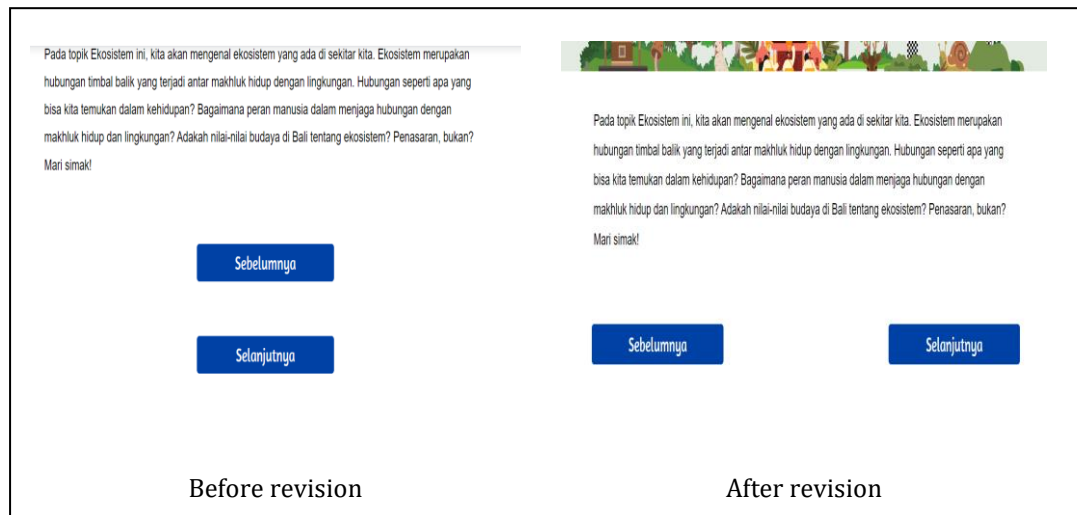 Pada topik Ekosistem ini, kita akan mengenal ekosistem yang ada di sekitar kita. Ekosistem merupakan
hubungan timbal balik yang terjadi antar makhluk hidup dengan lingkungan. Hubungan seperti apa yang
bisa kita temukan dalam kehidupan? Bagaimana peran manusia dalam menjaga hubungan dengan
makhluk hidup dan lingkungan? Adakah nilai-nilai budaya di Bali tentang ekosistem? Penasaran, bukan?
Mari simak!
Sebelumnya
Selanjutnya
Before revision
Pada topik Ekosistem ini, kita akan mengenal ekosistem yang ada di sekitar kita. Ekosistem merupakan
hubungan timbal balik yang terjadi antar makhluk hidup dengan lingkungan. Hubungan seperti apa yang
bisa kita temukan dalam kehidupan? Bagaimana peran manusia dalam menjaga hubungan dengan
makhluk hidup dan lingkungan? Adakah nilai-nilai budaya di Bali tentang ekosistem? Penasaran, bukan?
Mari simak!
Sebelumnya
Selanjutnya
After revision